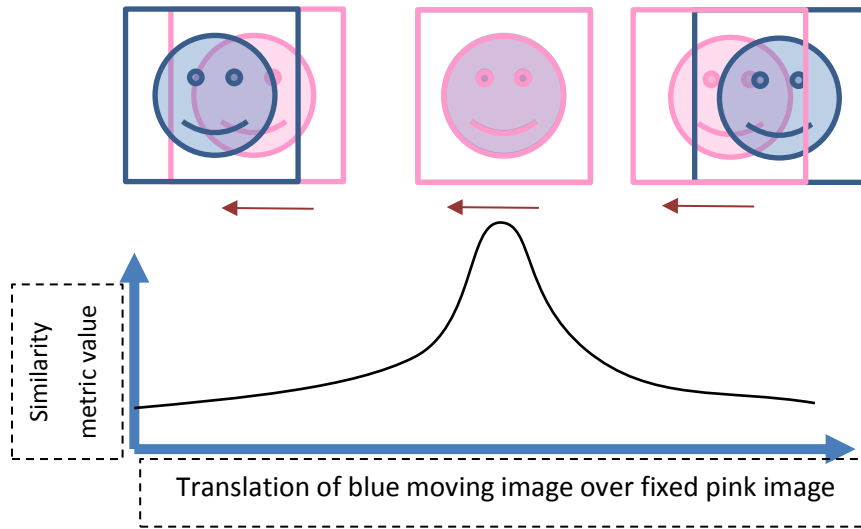 Similarity
metric value
Translation of blue moving image over fixed pink image